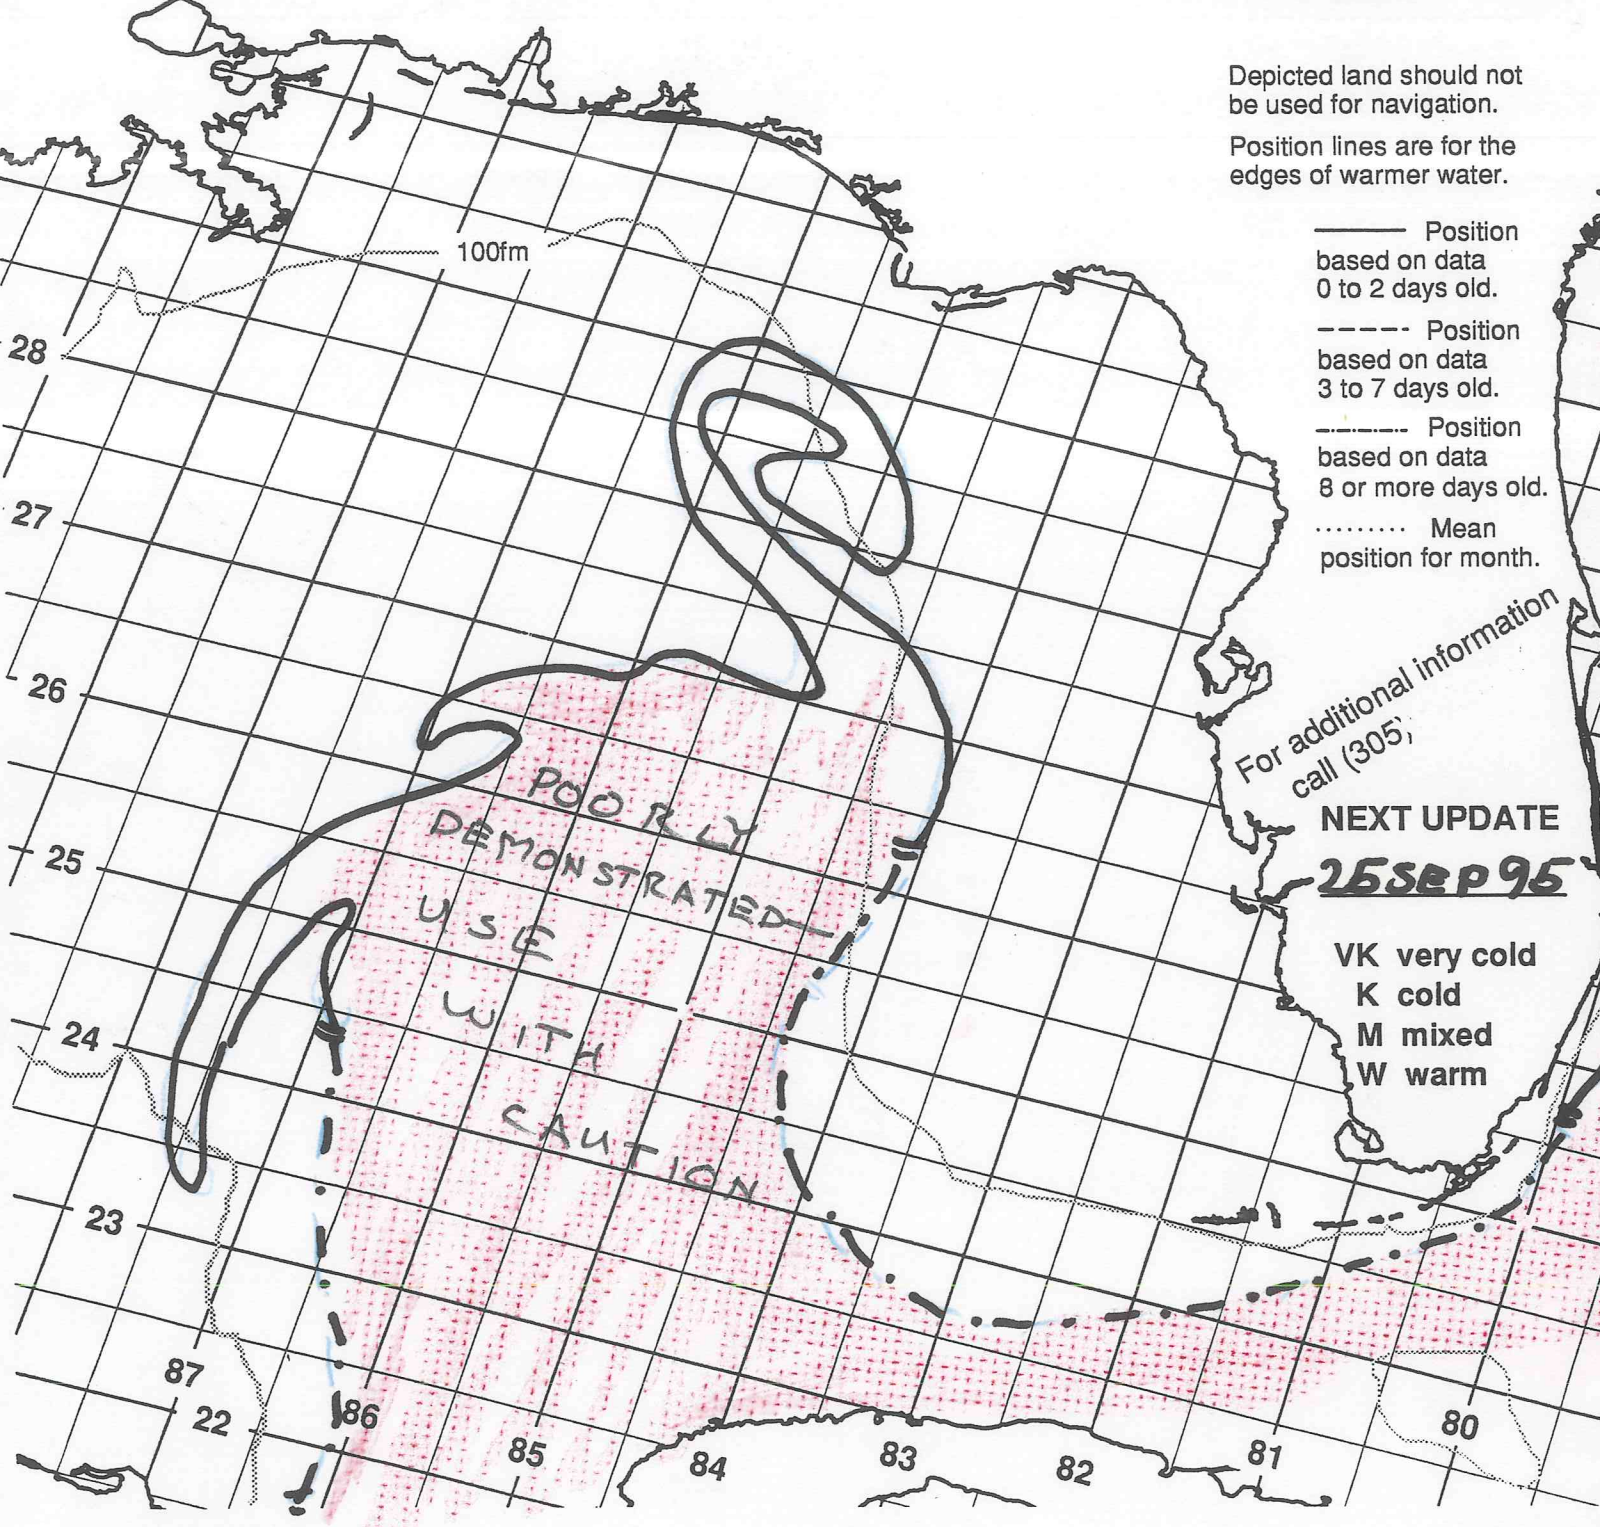 Depicted land should not
be used for navigation.
Position lines are for the
edges of warmer water.
Position
based on data
0 to 2 days old.
Position
based on data
3 to 7 days old.
Position
based on data
8 or more days old.
Mean
position for month.
For additional information
call (305)
NEXT UPDATE
25SEP95
VK very cold
K cold
M mixed
W warm
100fm
28
27
26
25
24
23
22
87
86
85
84
83
82
81
80
POORLY
DEMONSTRATED—
USE
WITH
CAUTION